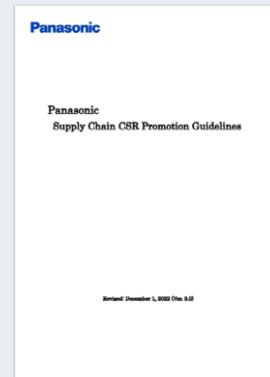 Panasonic
Panasonic
Supply Chain CSR Promotion Guidelines
Revised: December 1, 2022 (Ver. 3.0)